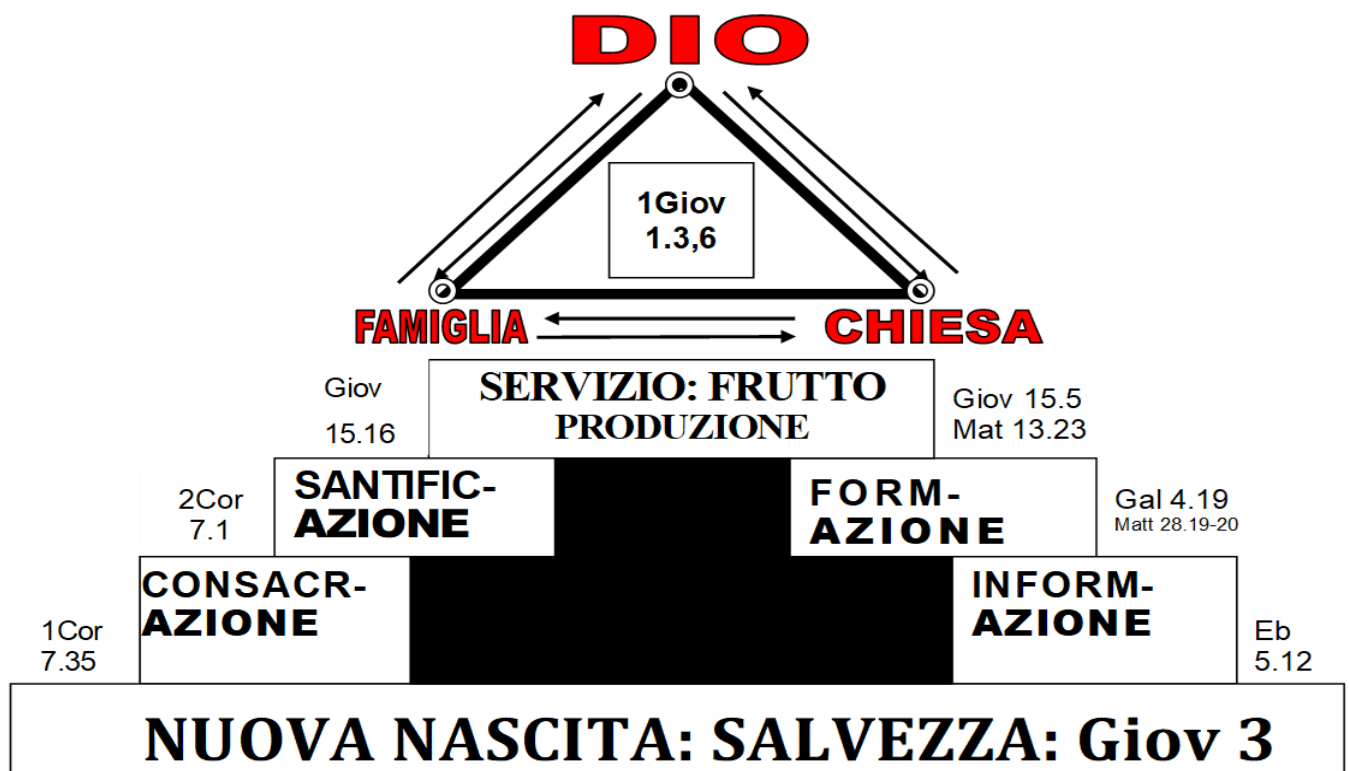 DIO
1Giov
1.3,6
FAMIGLIA
CHIESA
Giov
15.16
SERVIZIO: FRUTTO
PRODUZIONE
Giov 15.5
Mat 13.23
2Cor
7.1
SANTIFIC-
AZIONE
FORM-
AZIONE
Gal 4.19
Matt 28.19-20
1Cor
7.35
CONSACR-
AZIONE
INFORM-
AZIONE
Eb
5.12
NUOVA NASCITA: SALVEZZA: Giov 3